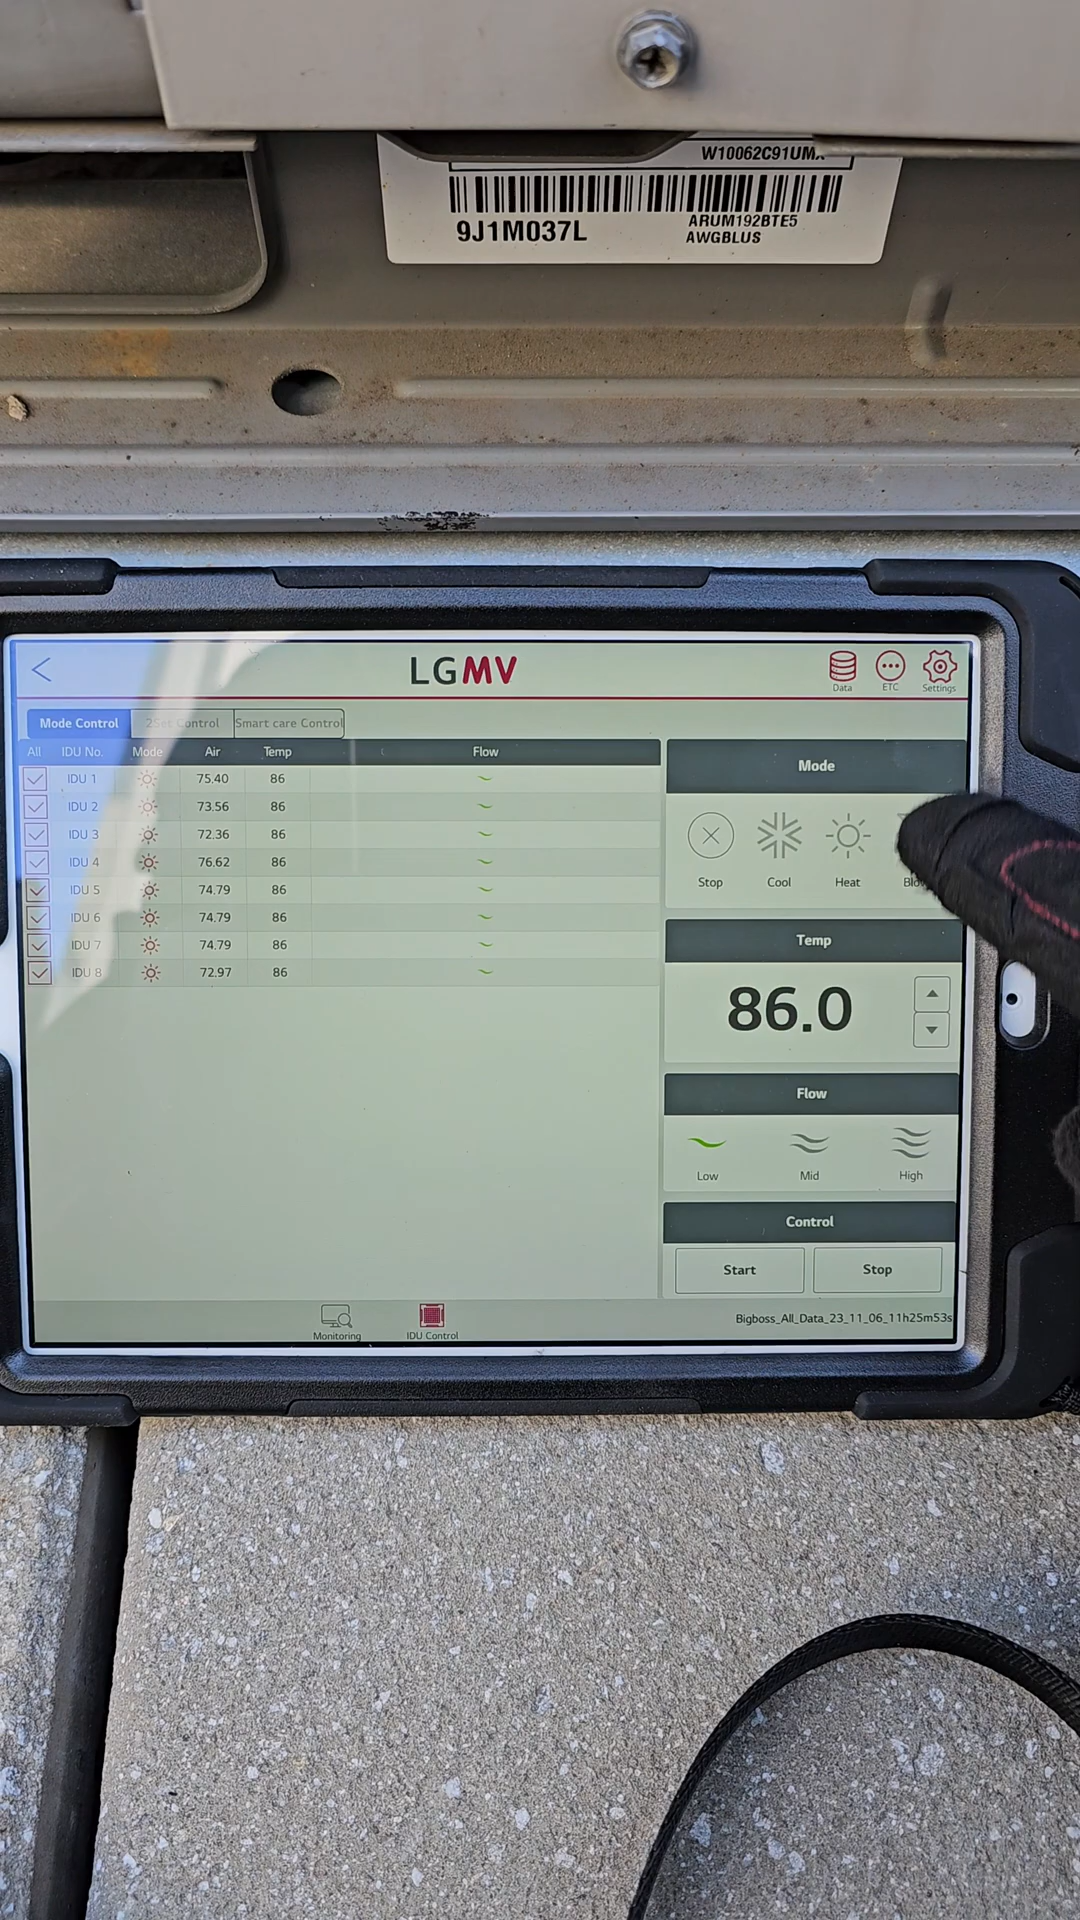 W10062C91UMX
9J1M037L
ARUM192BTE5
AWGBLUS
LGMV
Data
ETC
Settings
Mode Control
2Set Control
Smart care Control
All IDU No. Mode Air Temp Flow
IDU 1 75.40 86
IDU 2 73.56 86
IDU 3 72.36 86
IDU 4 76.62 86
IDU 5 74.79 86
IDU 6 74.79 86
IDU 7 74.79 86
IDU 8 72.97 86
Mode
Stop Cool Heat
Temp
86.0
Flow
Low Mid High
Control
Start Stop
Monitoring
IDU Control
Bigboss_All_Data_23_11_06_11h25m53s